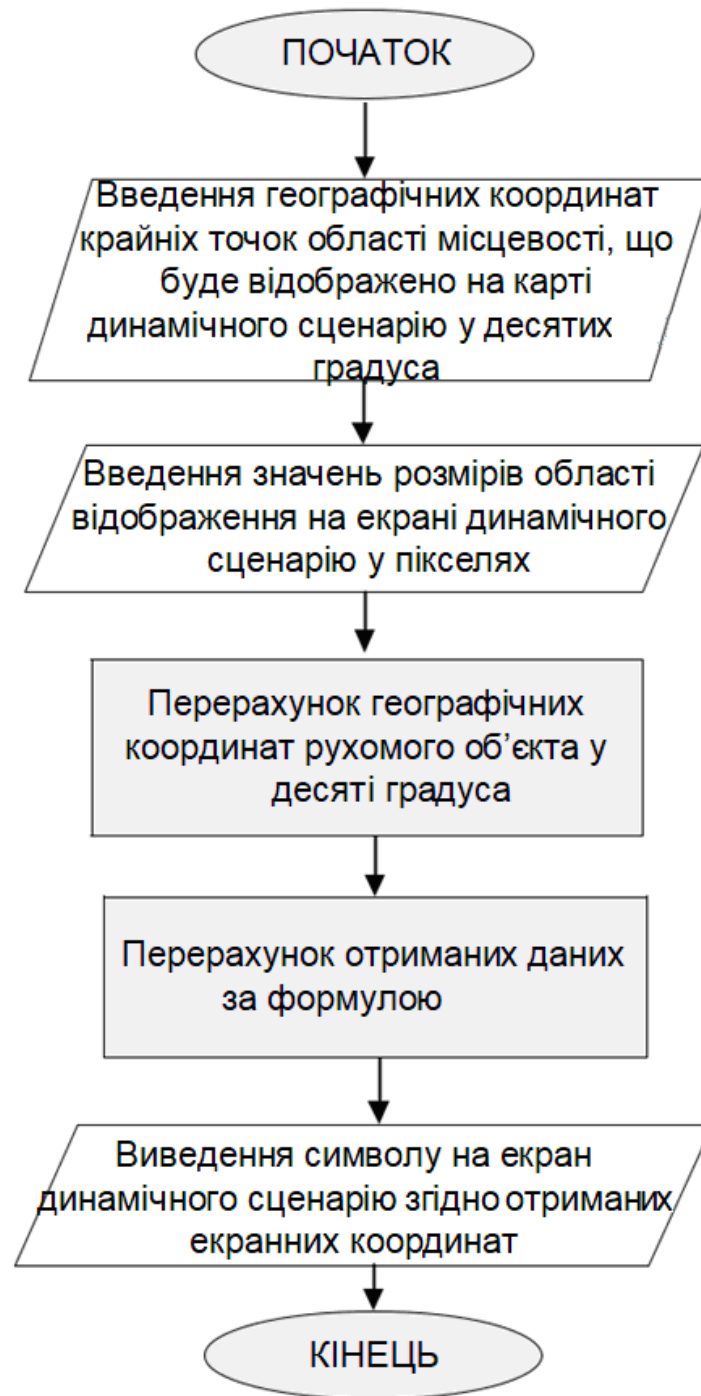 ПОЧАТОК
Введення географічних координат
крайніх точок області місцевості, що
буде відображено на карті
динамічного сценарію у десятих
градуса
Введення значень розмірів області
відображення на екрані динамічного
сценарію у пікселях
Перерахунок географічних
координат рухомого об’єкта у
десяті градуса
Перерахунок отриманих даних
за формулою
Виведення символу на екран
динамічного сценарію згідно отриманих
екранних координат
КІНЕЦЬ